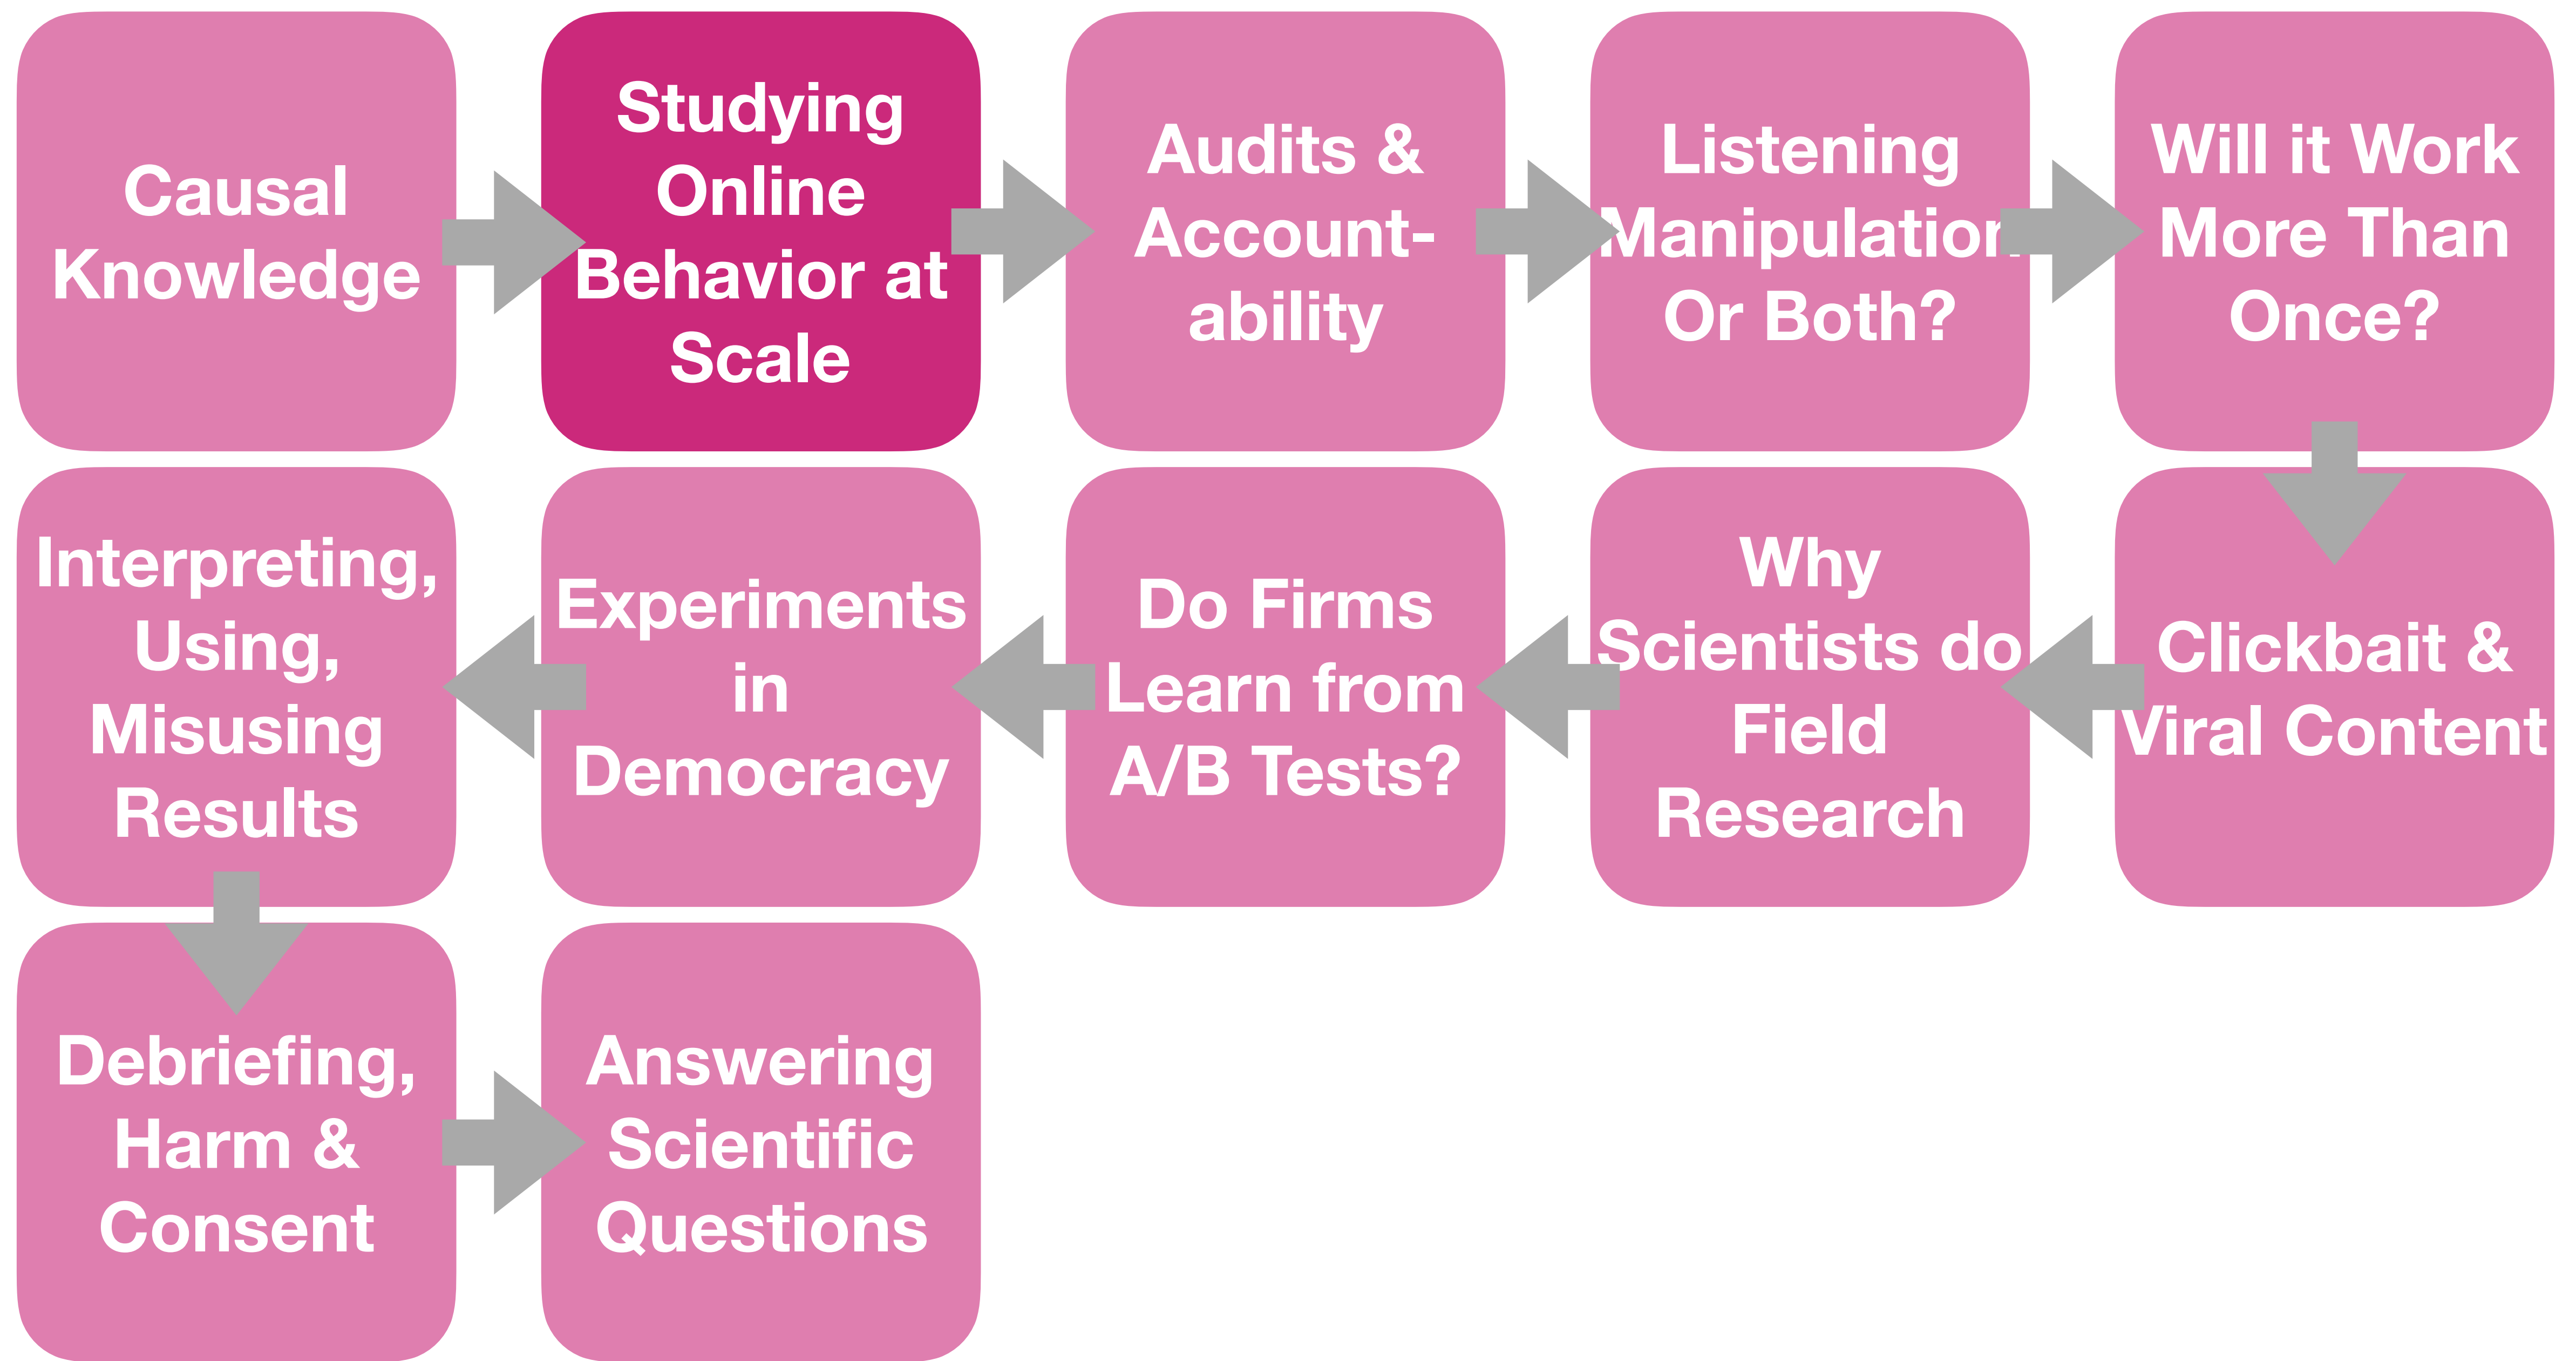 Causal
Knowledge
Studying
Online
Behavior at
Scale
Audits &
Account-
ability
Listening
Manipulation
Or Both?
Will it Work
More Than
Once?
Interpreting,
Using,
Misusing
Results
Experiments
in
Democracy
Do Firms
Learn from
A/B Tests?
Why
Scientists do
Field
Research
Clickbait &
Viral Content
Debriefing,
Harm &
Consent
Answering
Scientific
Questions